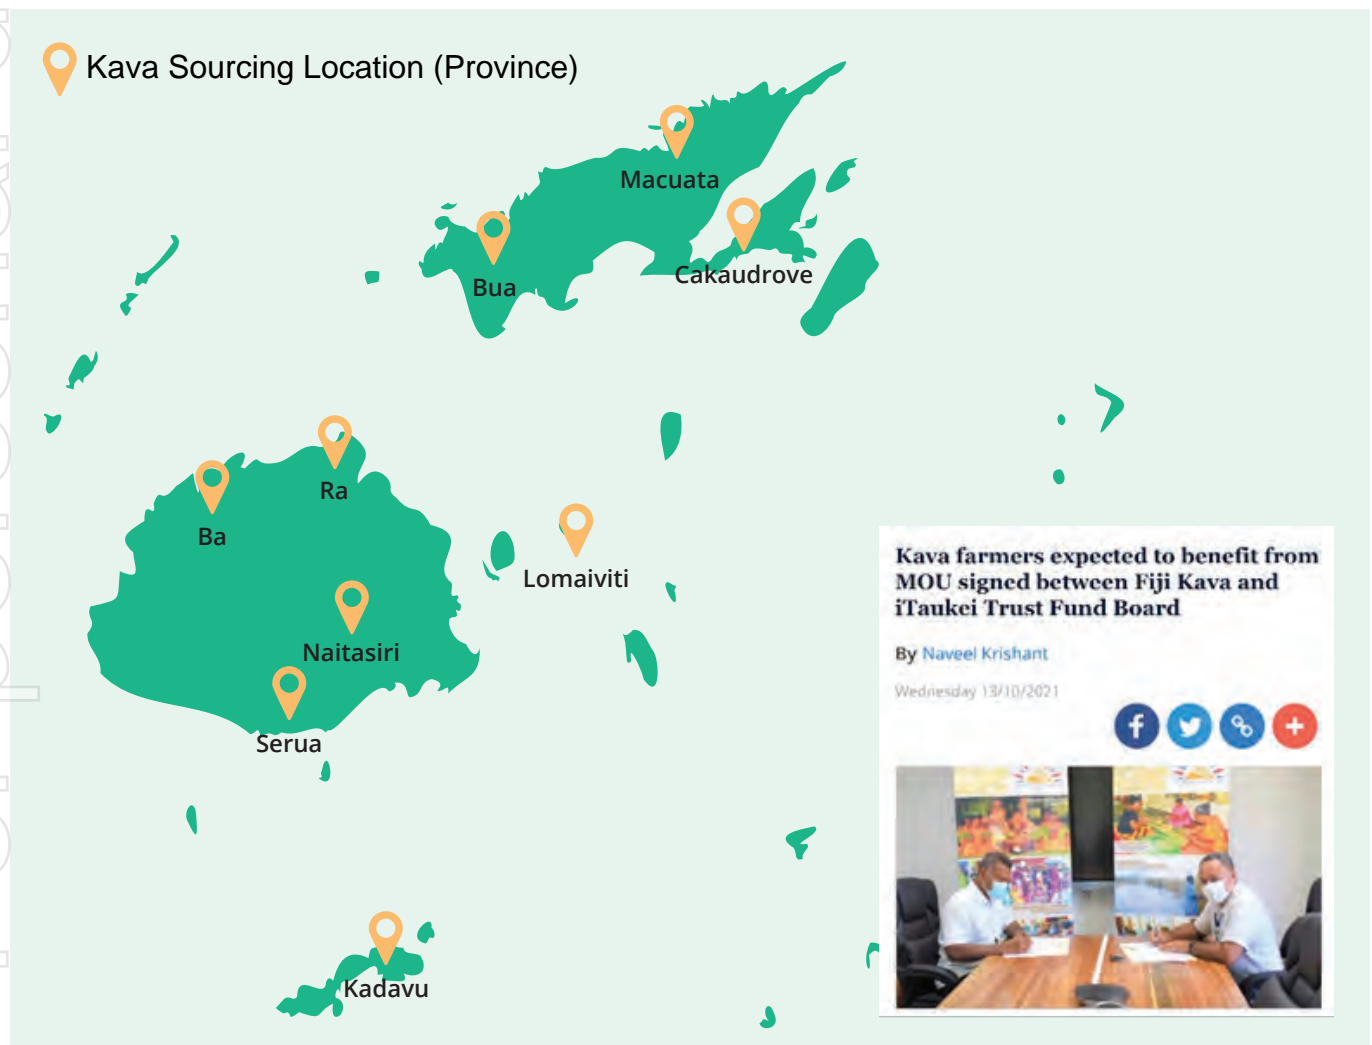 Kava Sourcing Location (Province)
Macuata
Cakaudrove
Bua
Ra
Ba
Lomaiviti
Naitasiri
Serua
Kadavu
Kava farmers expected to benefit from
MOU signed between Fiji Kava and
iTaukei Trust Fund Board
By Naveel Krishant
Wednesday 13/10/2021